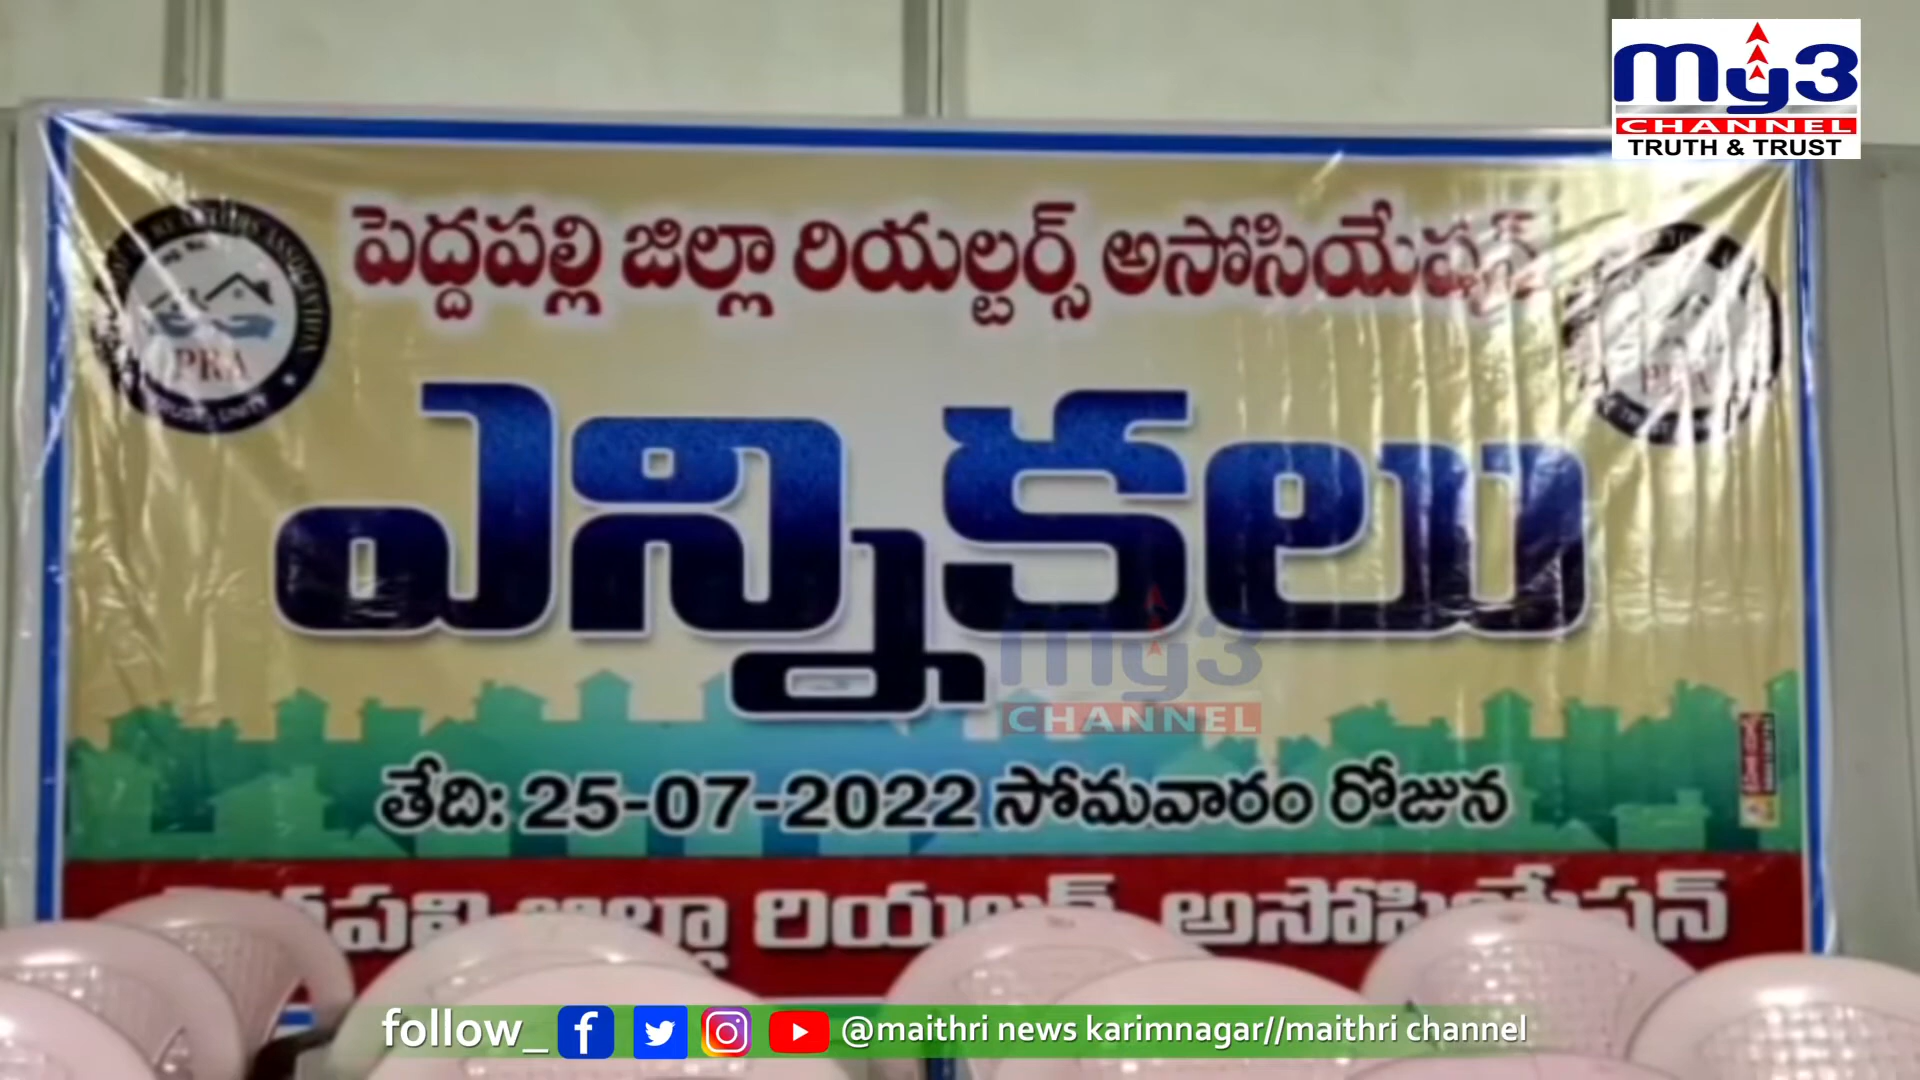 my3
CHANNEL
TRUTH & TRUST
పెద్దపల్లి జిల్లా రియల్టర్స్ అసోసియేషన్
PRA
ఎన్నికలు
my3
CHANNEL
తేది: 25-07-2022 సోమవారం రోజున
జిల్లా రియల్టర్స్ అసోసియేషన్
follow_ @maithri news karimnagar//maithri channel